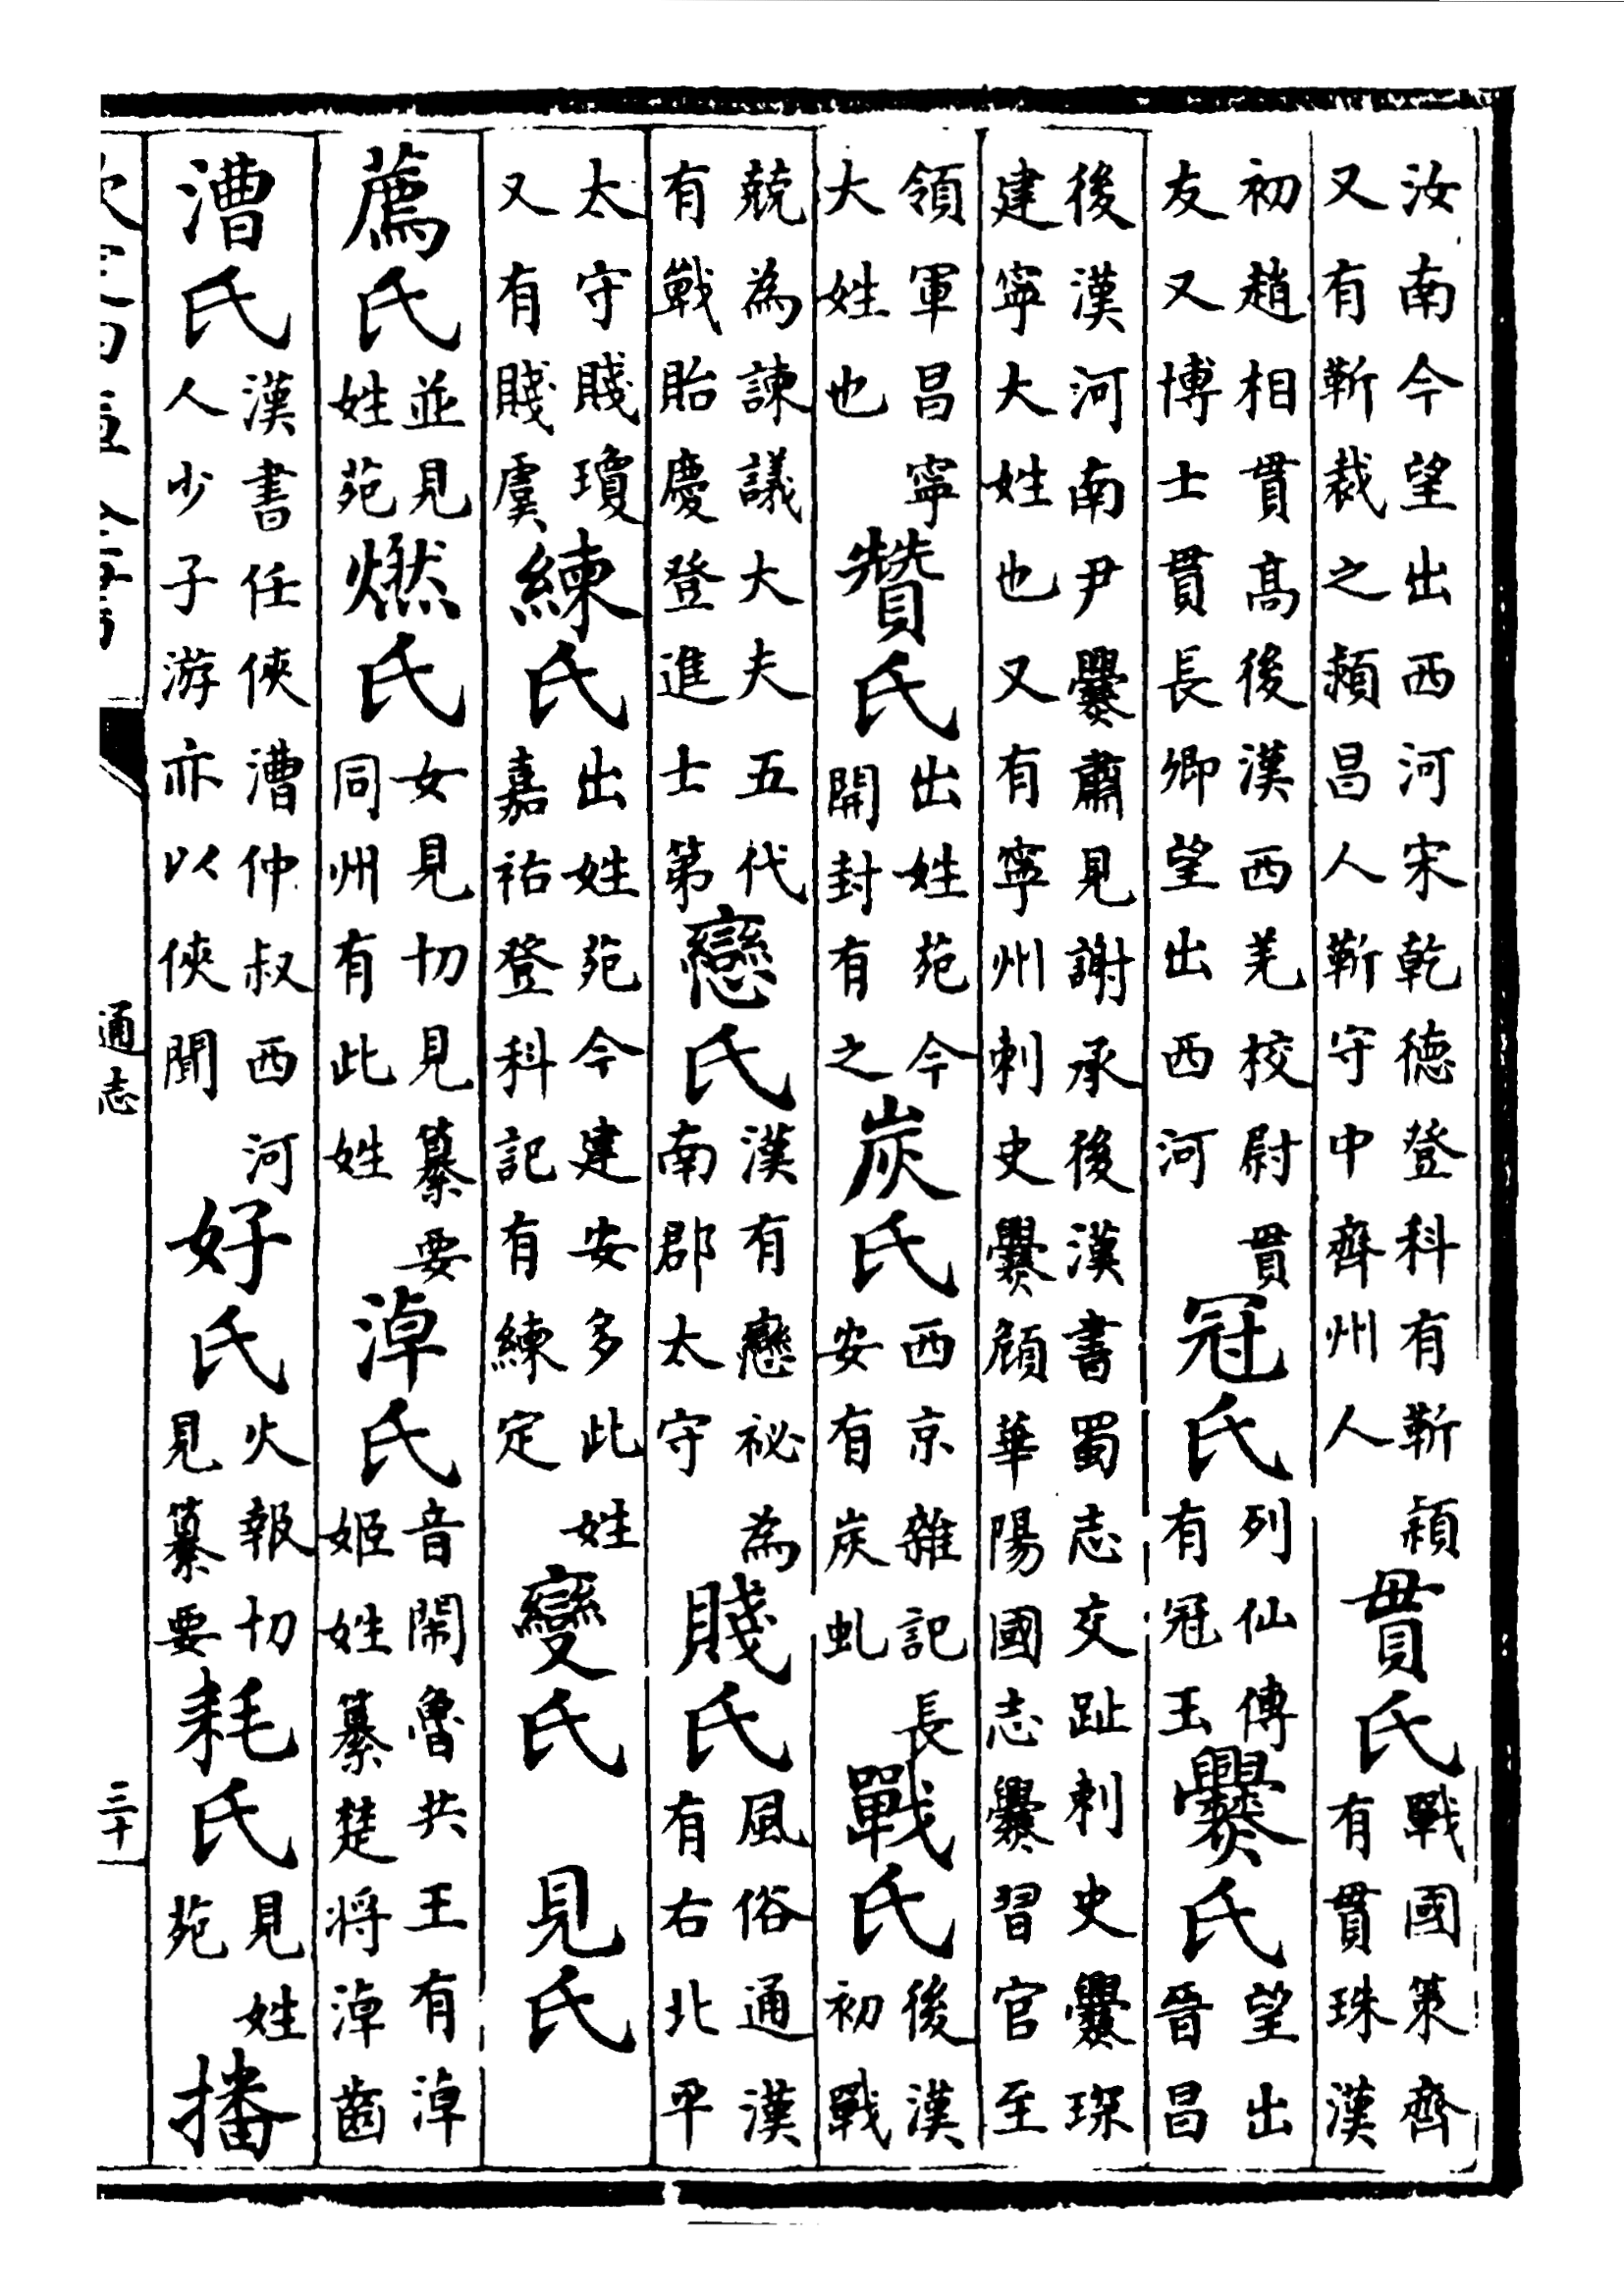 汝南今望出西河宋乾德登科有靳頴
又有靳裁之頴昌人靳守中齊州人
貫氏
戰國策齊
有貫珠漢
初趙相貫高後漢西羌校尉貫
友又博士貫長卿望出西河
冠氏
列仙傳
有冠王
爨氏
望出
晉昌
後漢河南尹爨肅見謝承後漢書蜀志交趾刺史爨琛
建寧大姓也又有寧州刺史爨頠華陽國志爨習官至
領軍昌寧
大姓也
贊氏
出姓苑今
開封有之
炭氏
西京雜記長
安有炭虬
戰氏
後漢
初戰
兢為諫議大夫五代
有戰貽慶登進士第
戀氏
漢有戀祕為
南郡太守
賤氏
風俗通漢
有右北平
太守賤瓊
又有賤虞
練氏
出姓苑今建安多此姓
嘉祐登科記有練定
變氏
見氏
薦氏
並見
姓苑
燃氏
女見切見纂要
同州有此姓
淖氏
音閙魯共王有淖
姬姓纂楚將淖齒
漕氏
漢書任俠漕仲叔西河
人少子游亦以俠聞
好氏
火報切
見纂要
耗氏
見姓
苑
播
通志
三十